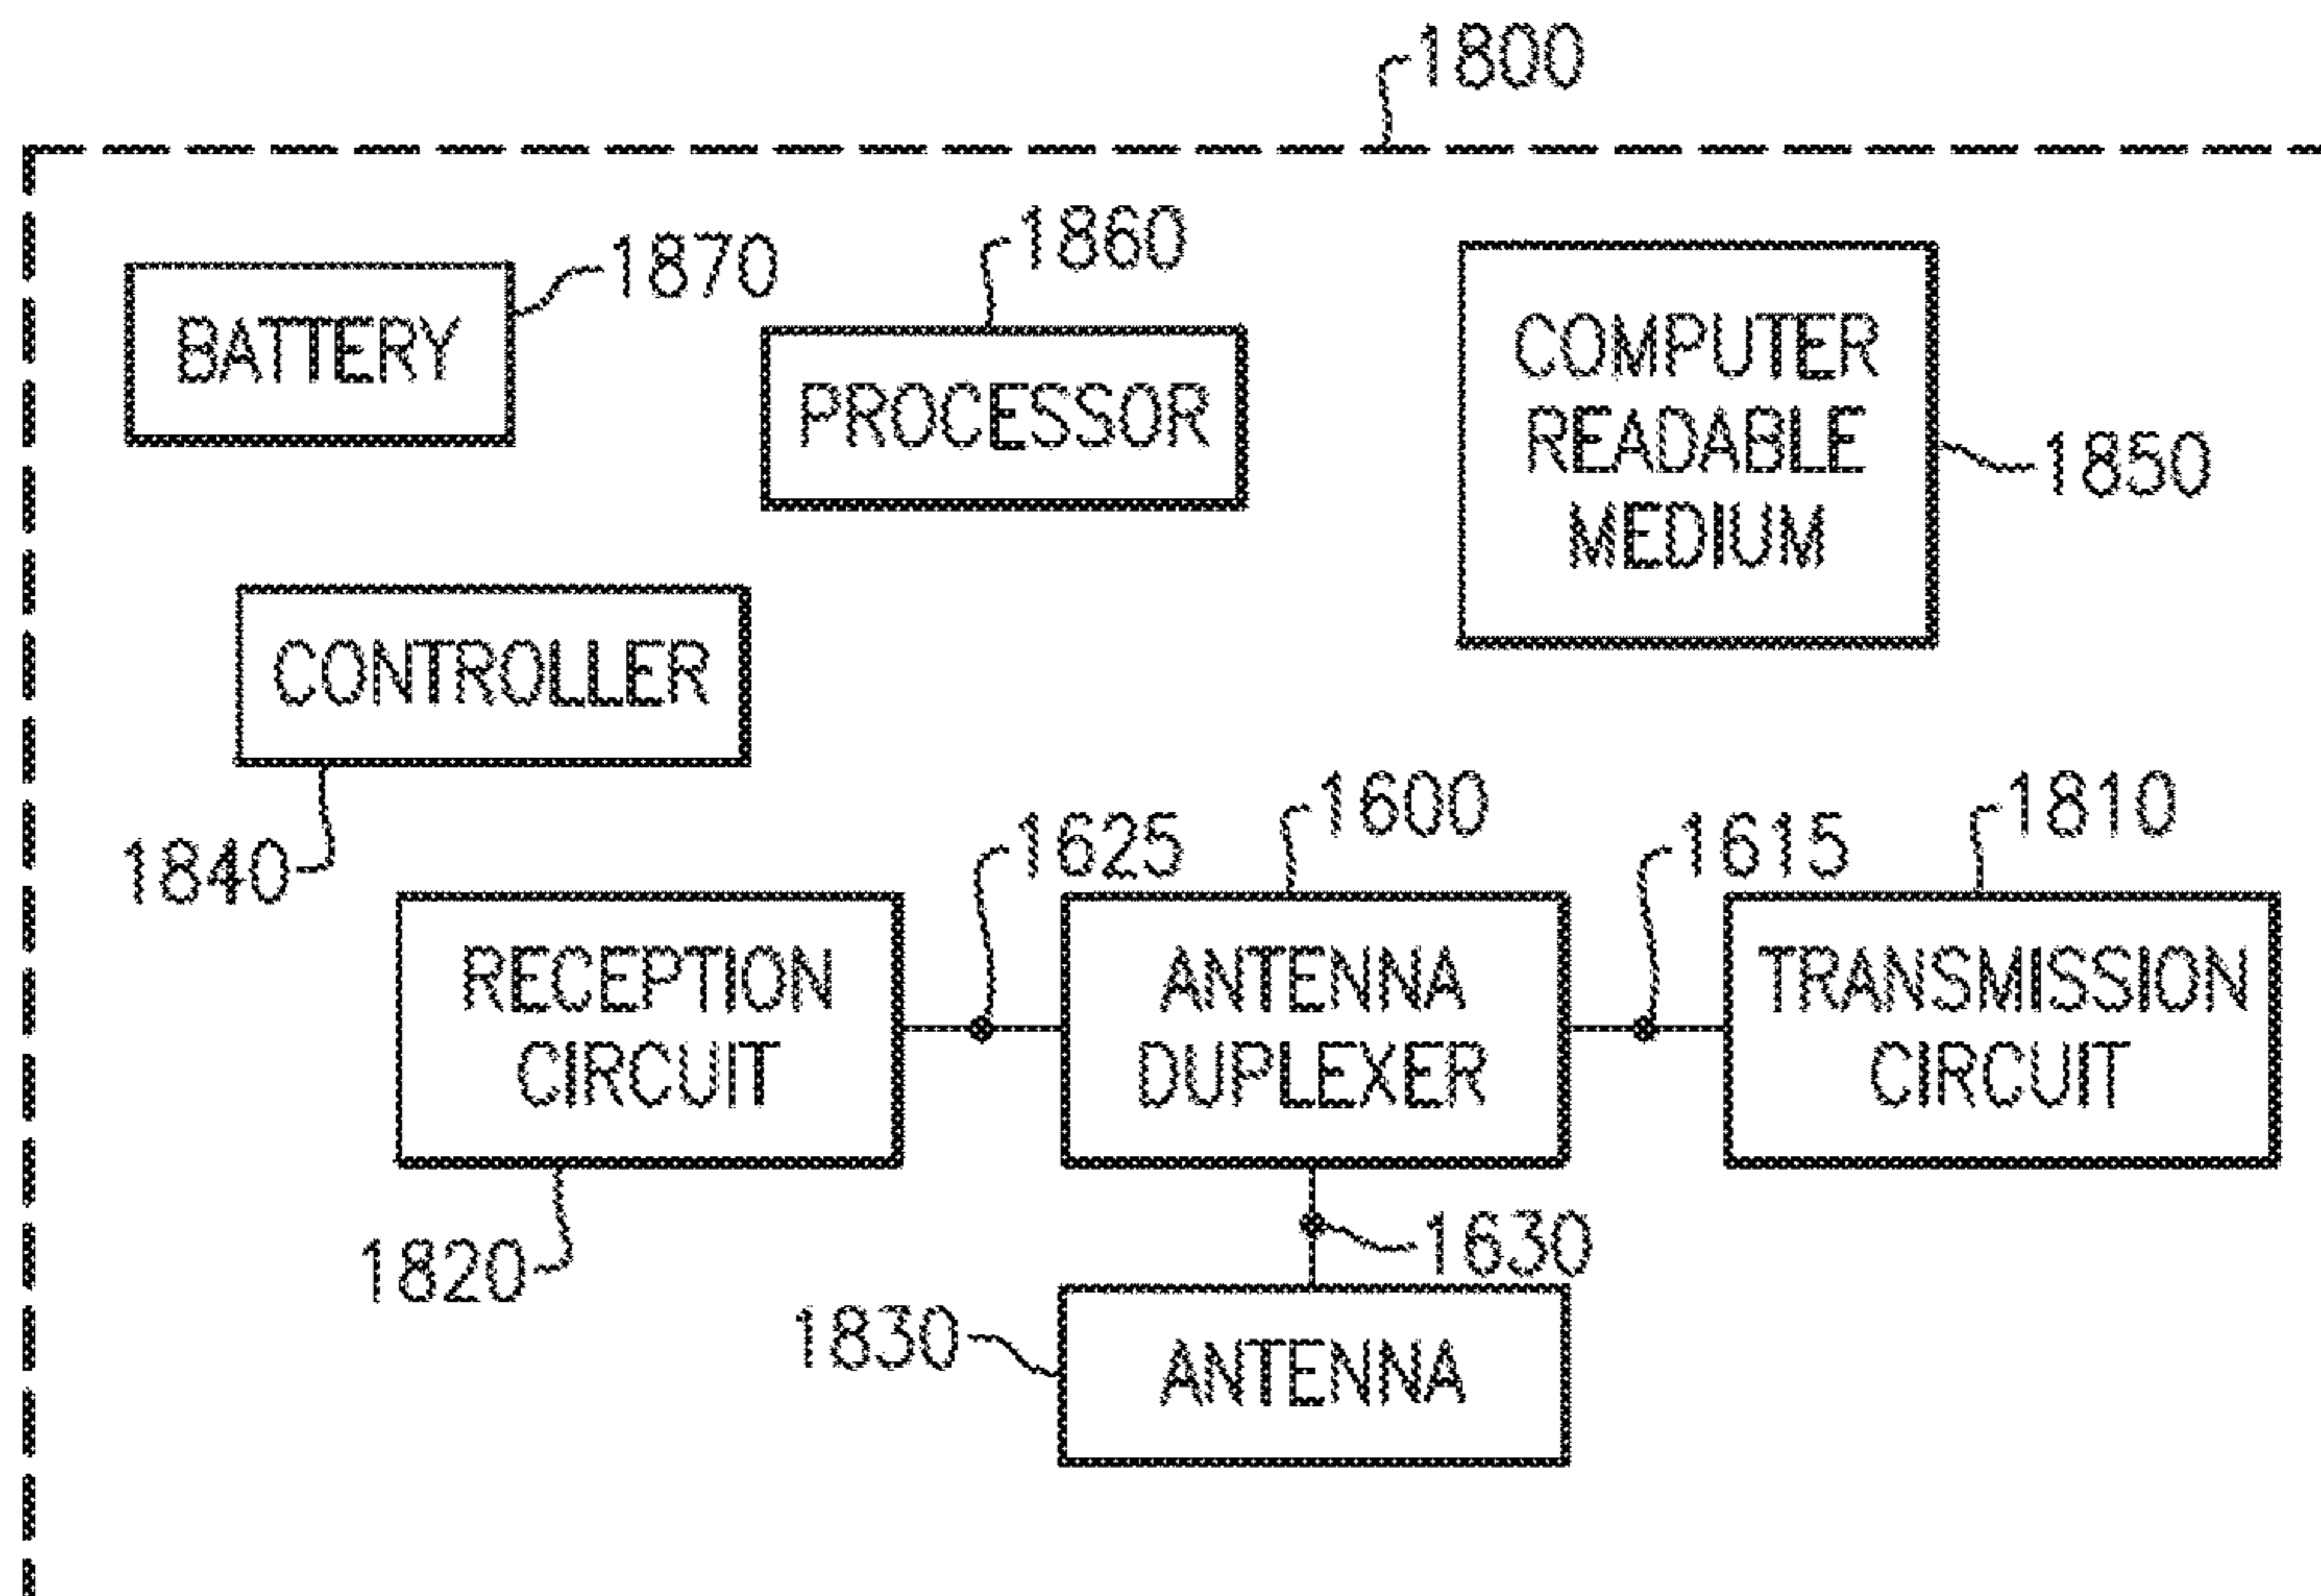 1800
1870
1860
BATTERY
PROCESSOR
COMPUTER
READABLE
MEDIUM
1850
CONTROLLER
1840
1625
1600
1615
1810
RECEPTION
CIRCUIT
ANTENNA
DUPLEXER
TRANSMISSION
CIRCUIT
1820
1630
1830
ANTENNA